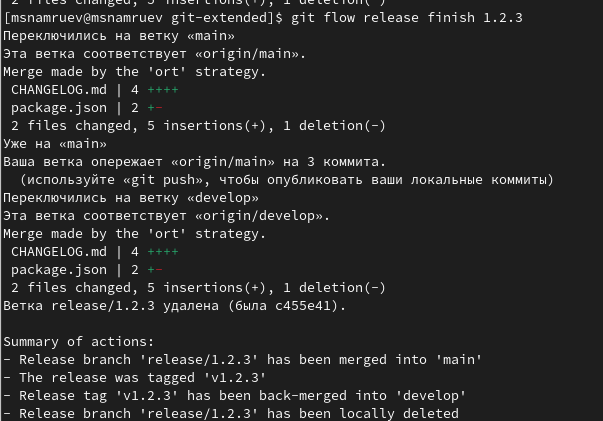 2 files changed, 5 insertions(+), 1 deletion(-)
[msnamruev@msnamruev git-extended]$ git flow release finish 1.2.3
Переключились на ветку «main»
Эта ветка соответствует «origin/main».
Merge made by the 'ort' strategy.
 CHANGELOG.md | 4 ++++
 package.json | 2 +-
 2 files changed, 5 insertions(+), 1 deletion(-)
Уже на «main»
Ваша ветка опережает «origin/main» на 3 коммита.
  (используйте «git push», чтобы опубликовать ваши локальные коммиты)
Переключились на ветку «develop»
Эта ветка соответствует «origin/develop».
Merge made by the 'ort' strategy.
 CHANGELOG.md | 4 ++++
 package.json | 2 +-
 2 files changed, 5 insertions(+), 1 deletion(-)
Ветка release/1.2.3 удалена (была c455e41).

Summary of actions:
- Release branch 'release/1.2.3' has been merged into 'main'
- The release was tagged 'v1.2.3'
- Release tag 'v1.2.3' has been back-merged into 'develop'
- Release branch 'release/1.2.3' has been locally deleted